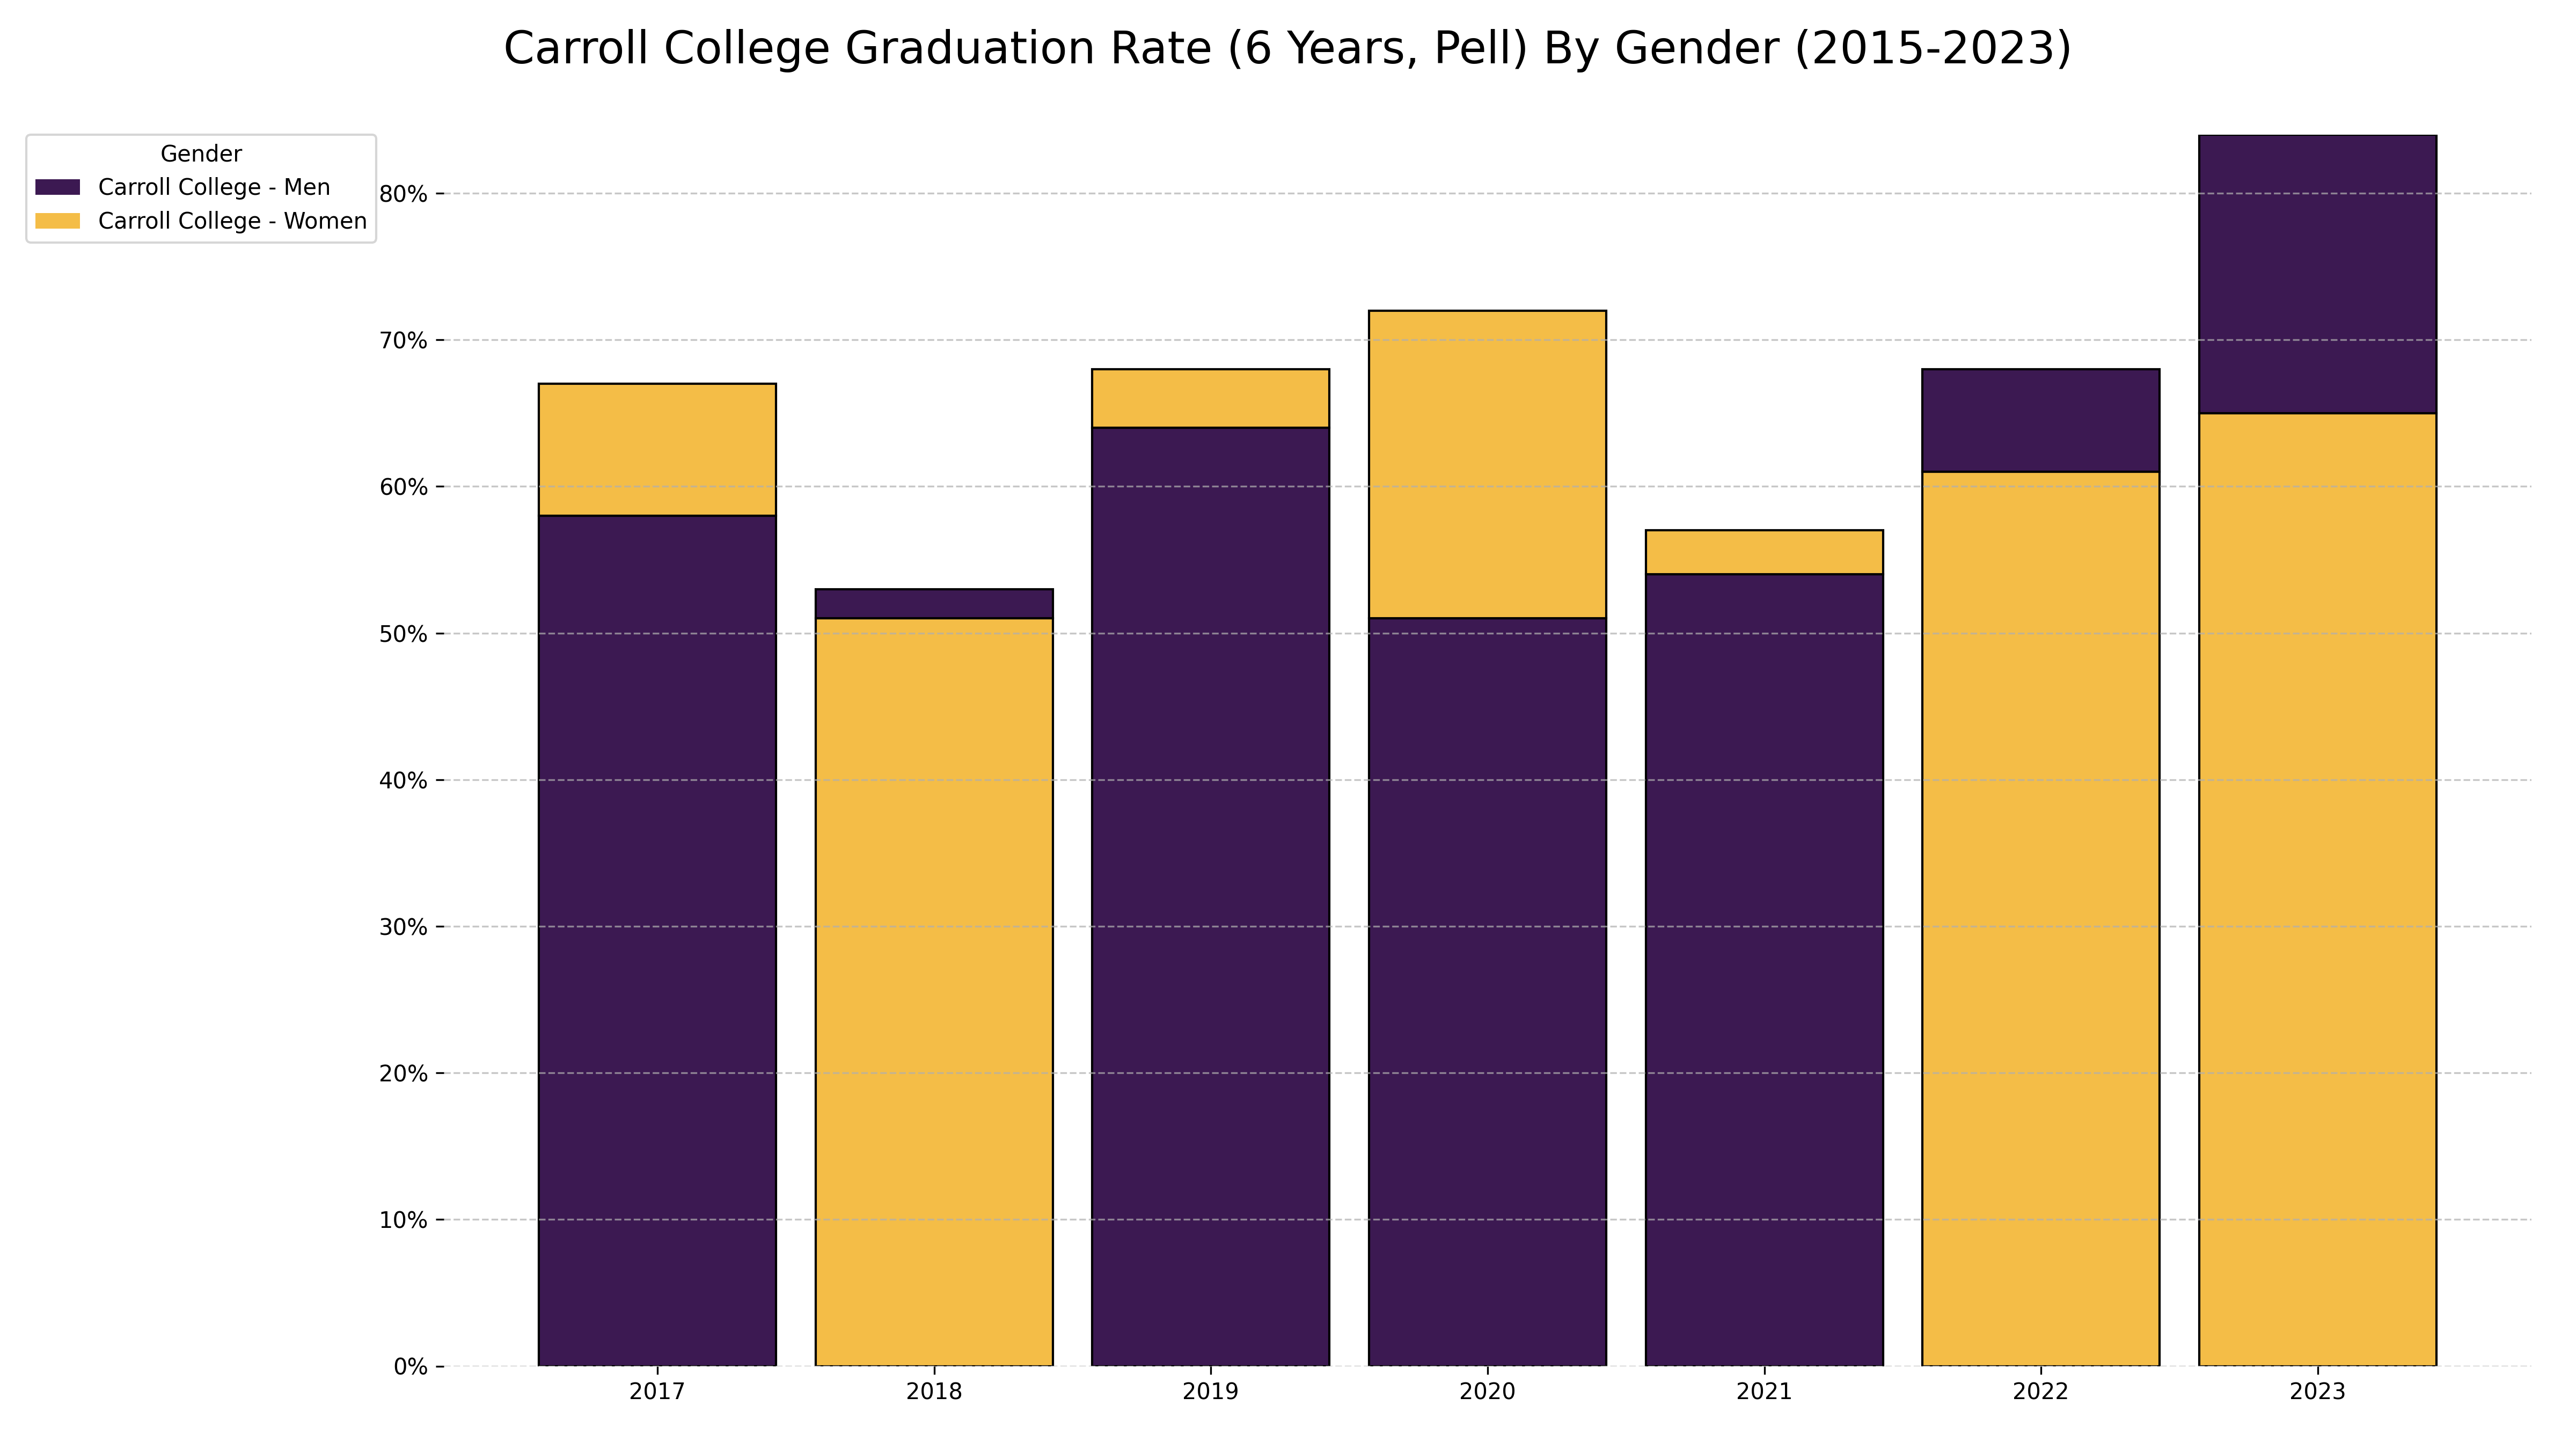 Carroll College Graduation Rate (6 Years, Pell) By Gender (2015-2023)
Gender
Carroll College - Men
Carroll College - Women
80%
70%
60%
50%
40%
30%
20%
10%
0%
2017 2018 2019 2020 2021 2022 2023